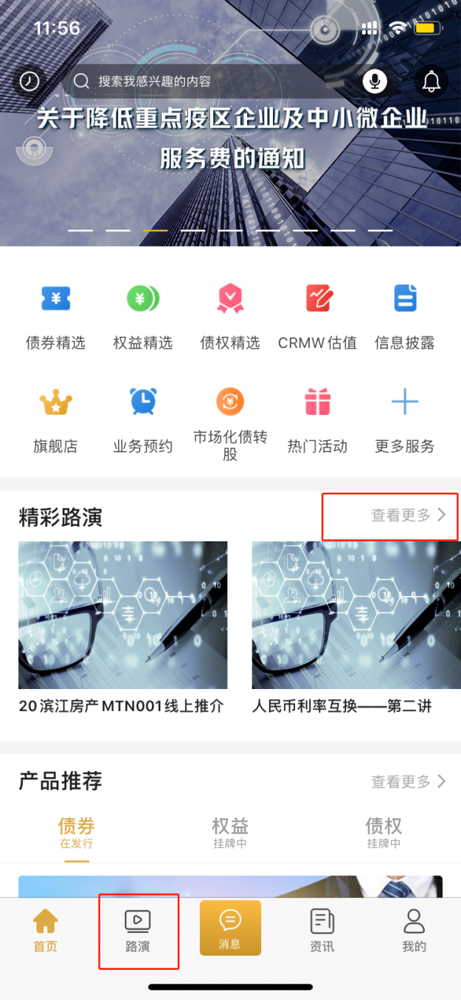 11:56
搜索我感兴趣的内容
关于降低重点疫区企业及中小微企业
服务费的通知
债券精选
权益精选
债权精选
CRMW估值
信息披露
旗舰店
业务预约
市场化债转
股
热门活动
更多服务
精彩路演
查看更多
20滨江房产MTN001线上推介
人民币利率互换——第二讲
产品推荐
查看更多
债券
权益
债权
在发行
挂牌中
挂牌中
首页
路演
消息
资讯
我的